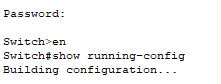 Password:
Switch>en
Switch#show running-config
Building configuration...